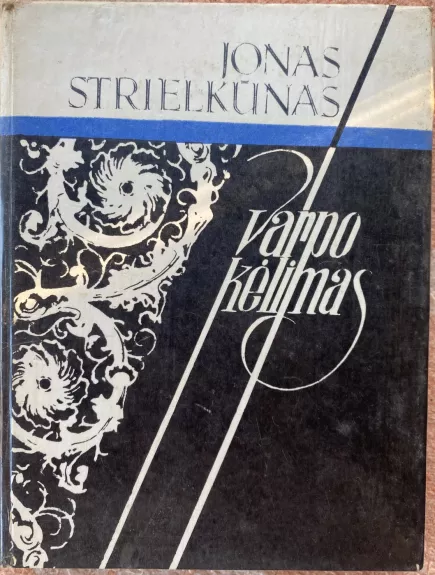 JONAS
STRIELKŪNAS
Varpo
kėlimas